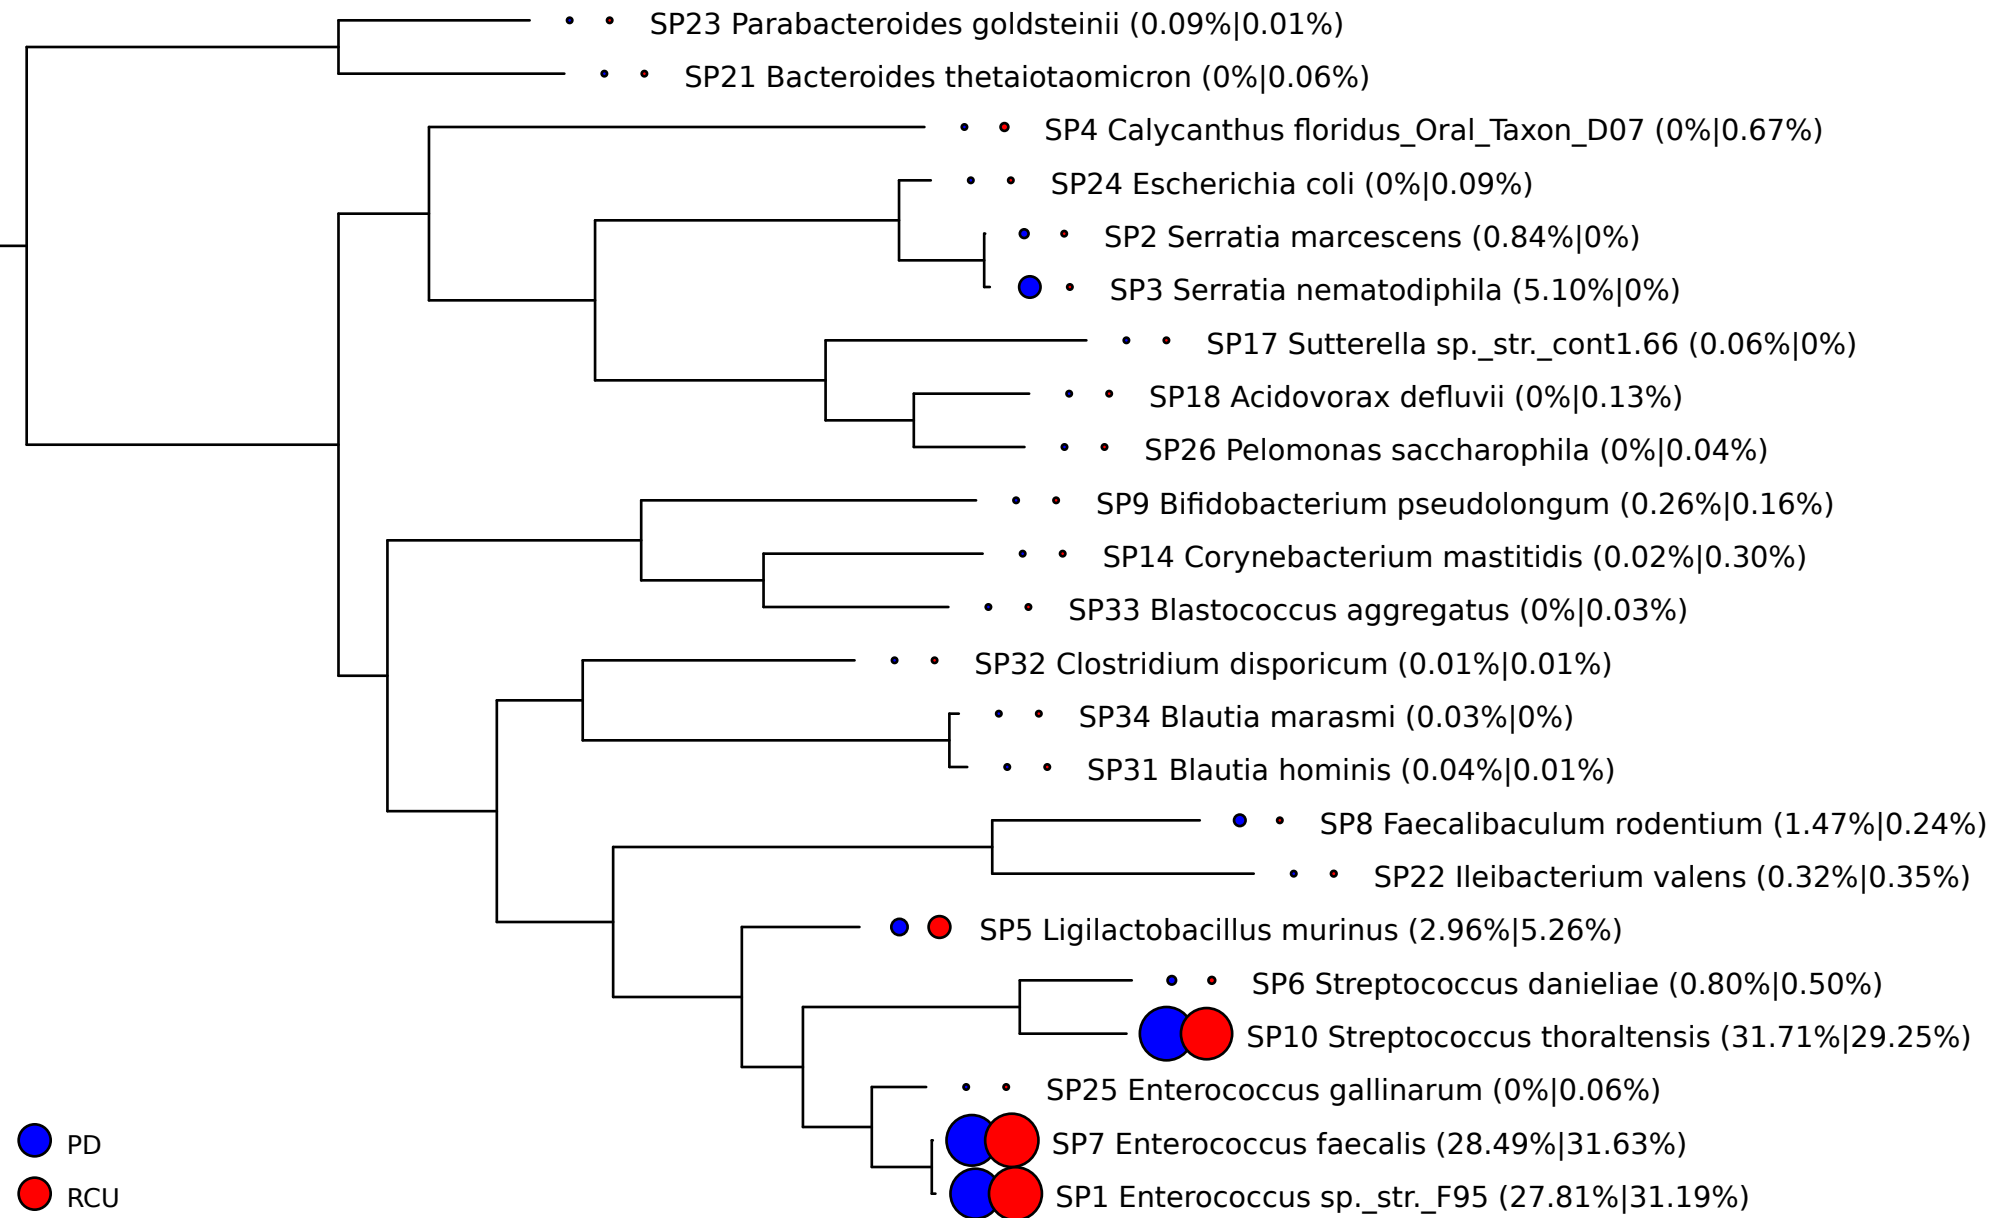 SP23 Parabacteroides goldsteinii (0.09%|0.01%)
SP21 Bacteroides thetaiotaomicron (0%|0.06%)
SP4 Calycanthus floridus_Oral_Taxon_D07 (0%|0.67%)
SP24 Escherichia coli (0%|0.09%)
SP2 Serratia marcescens (0.84%|0%)
SP3 Serratia nematodiphila (5.10%|0%)
SP17 Sutterella sp._str._cont1.66 (0.06%|0%)
SP18 Acidovorax defluvii (0%|0.13%)
SP26 Pelomonas saccharophila (0%|0.04%)
SP9 Bifidobacterium pseudolongum (0.26%|0.16%)
SP14 Corynebacterium mastitidis (0.02%|0.30%)
SP33 Blastococcus aggregatus (0%|0.03%)
SP32 Clostridium disporicum (0.01%|0.01%)
SP34 Blautia marasmi (0.03%|0%)
SP31 Blautia hominis (0.04%|0.01%)
SP8 Faecalibaculum rodentium (1.47%|0.24%)
SP22 Ileibacterium valens (0.32%|0.35%)
SP5 Ligilactobacillus murinus (2.96%|5.26%)
SP6 Streptococcus danieliae (0.80%|0.50%)
SP10 Streptococcus thoraltensis (31.71%|29.25%)
SP25 Enterococcus gallinarum (0%|0.06%)
SP7 Enterococcus faecalis (28.49%|31.63%)
SP1 Enterococcus sp._str._F95 (27.81%|31.19%)
PD
RCU